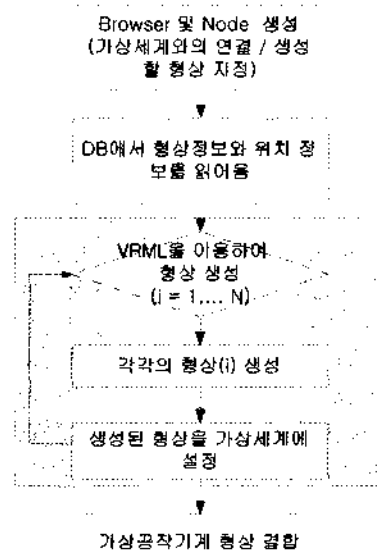 Browser 및 Node 생성
(가상세계와의 연결 / 생성
할 형상 지정)
DB에서 형상정보와 위치 정
보를 읽어옴
VRML을 이용하여
형상 생성
(i = 1,... N)
각각의 형상(i) 생성
생성된 형상을 가상세계에
설정
가상공작기계 형상 결합